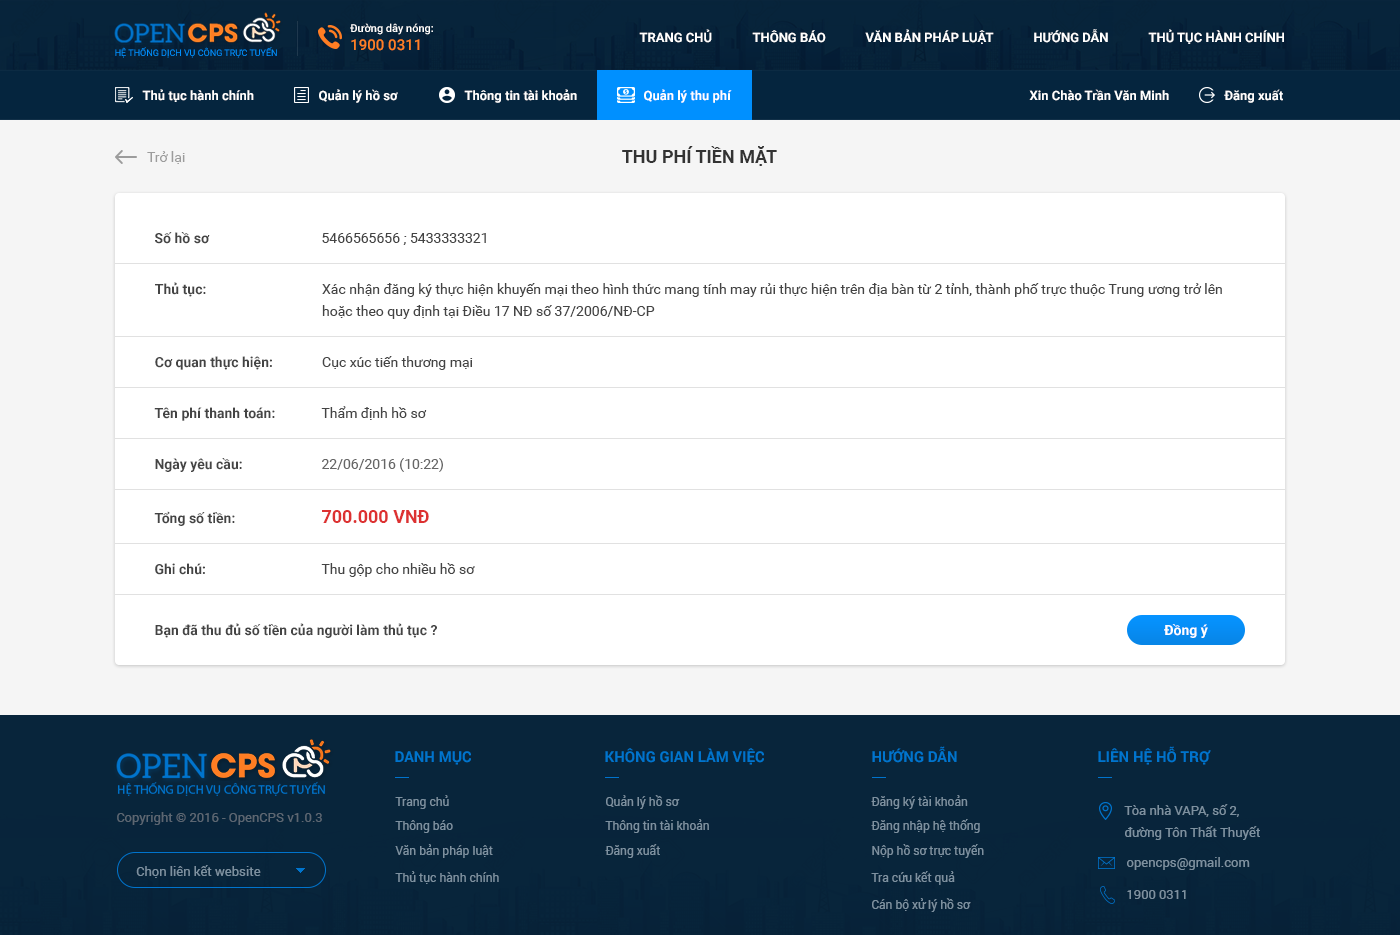 OPENCPS
HỆ THỐNG DỊCH VỤ CÔNG TRỰC TUYẾN
Đường dây nóng:
1900 0311
TRANG CHỦ THÔNG BÁO VĂN BẢN PHÁP LUẬT HƯỚNG DẪN THỦ TỤC HÀNH CHÍNH
Thủ tục hành chính Quản lý hồ sơ Thông tin tài khoản Quản lý thu phí Xin Chào Trần Văn Minh Đăng xuất
Trở lại
THU PHÍ TIỀN MẶT
Số hồ sơ 5466565656 ; 5433333321
Thủ tục: Xác nhận đăng ký thực hiện khuyến mại theo hình thức mang tính may rủi thực hiện trên địa bàn từ 2 tỉnh, thành phố trực thuộc Trung ương trở lên
hoặc theo quy định tại Điều 17 NĐ số 37/2006/NĐ-CP
Cơ quan thực hiện: Cục xúc tiến thương mại
Tên phí thanh toán: Thẩm định hồ sơ
Ngày yêu cầu: 22/06/2016 (10:22)
Tổng số tiền: 700.000 VNĐ
Ghi chú: Thu gộp cho nhiều hồ sơ
Bạn đã thu đủ số tiền của người làm thủ tục ? Đồng ý
OPENCPS
HỆ THỐNG DỊCH VỤ CÔNG TRỰC TUYẾN
Copyright © 2016 - OpenCPS v1.0.3
Chọn liên kết website
DANH MỤC
Trang chủ
Thông báo
Văn bản pháp luật
Thủ tục hành chính
KHÔNG GIAN LÀM VIỆC
Quản lý hồ sơ
Thông tin tài khoản
Đăng xuất
HƯỚNG DẪN
Đăng ký tài khoản
Đăng nhập hệ thống
Nộp hồ sơ trực tuyến
Tra cứu kết quả
Cán bộ xử lý hồ sơ
LIÊN HỆ HỖ TRỢ
Tòa nhà VAPA, số 2,
đường Tôn Thất Thuyết
opencps@gmail.com
1900 0311